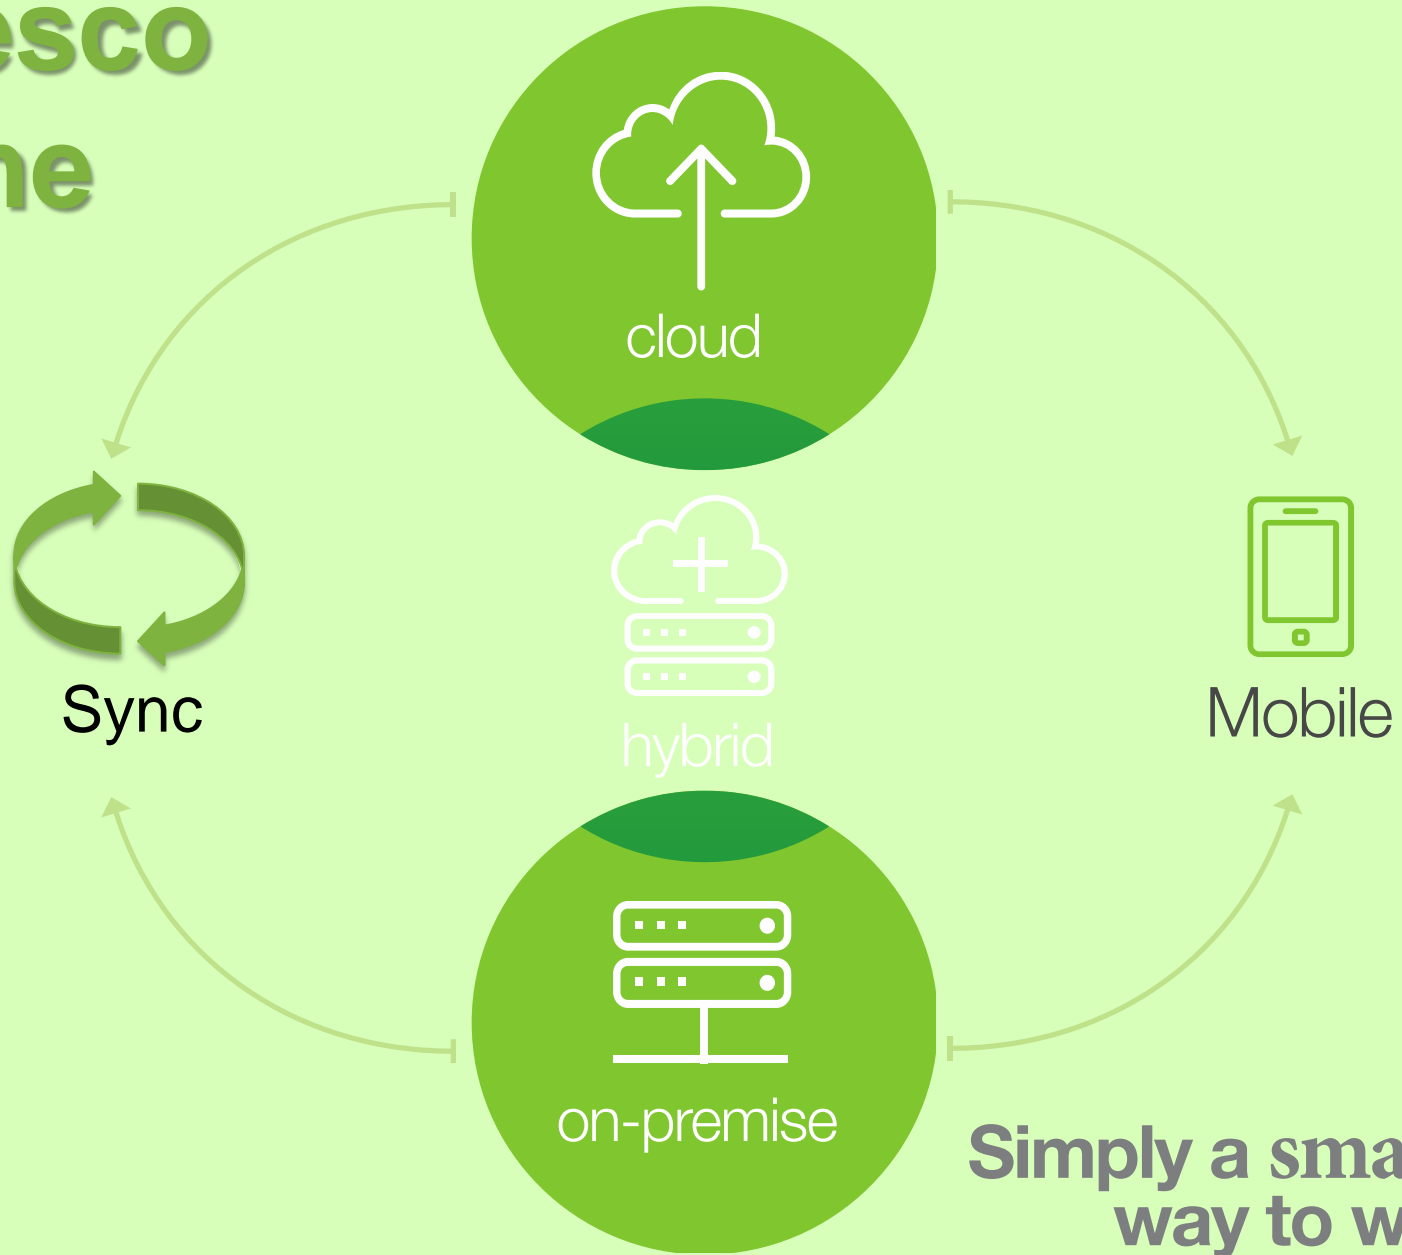 esco
ne
cloud
hybrid
Sync
Mobile
on-premise
Simply a sma
way to w